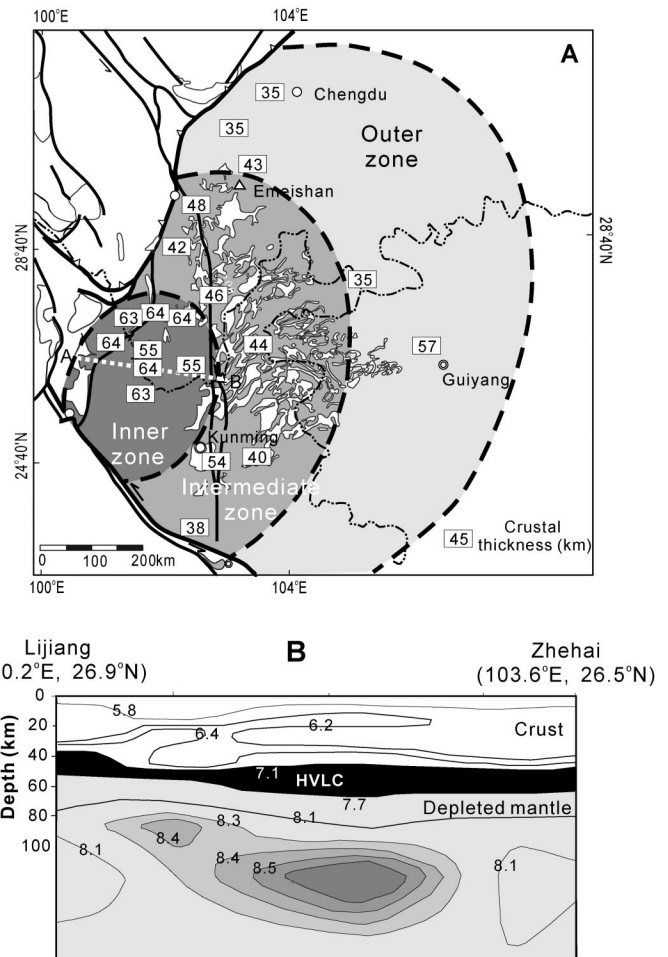 100°E 104°E
A
35 Chengdu
35
Outer
zone
43
Emeishan
48
42
28°40'N
28°40'N
35
46
64
63 64
64 44 57
55
A 55
64
B Guiyang
63
Inner
zone
Kunming
24°40'N
54 40
Intermediate
zone
38
45 Crustal
thickness (km)
0 100 200km
100°E 104°E
Lijiang B Zhehai
0.2°E, 26.9°N) (103.6°E, 26.5°N)
0
5.8
20 6.2
6.4 Crust
40
7.1 HVLC
60
7.7
80 Depleted mantle
8.3 8.1
100 8.1 8.4
8.4 8.5 8.1
Depth (km)